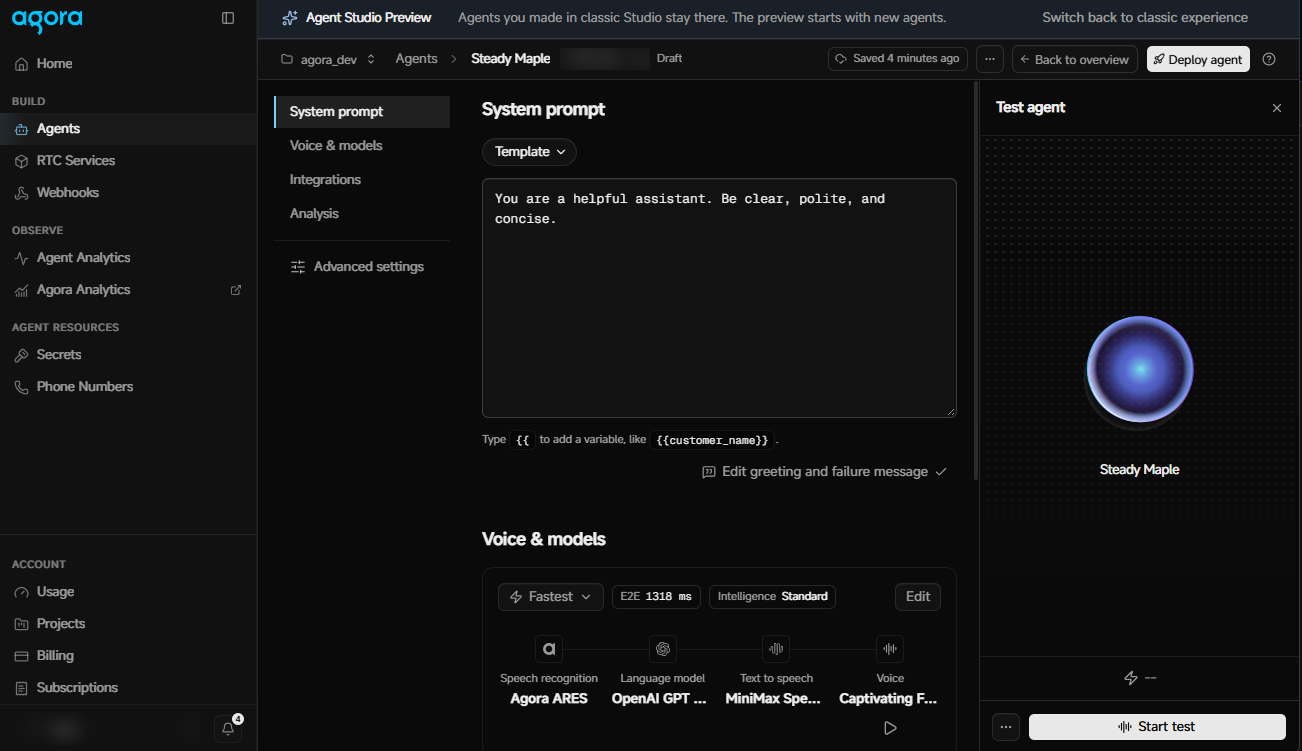 agora
Agent Studio Preview
Agents you made in classic Studio stay there. The preview starts with new agents.
Switch back to classic experience
Home
BUILD
Agents
RTC Services
Webhooks
OBSERVE
Agent Analytics
Agora Analytics
AGENT RESOURCES
Secrets
Phone Numbers
ACCOUNT
Usage
Projects
Billing
Subscriptions
4
agora_dev
Agents
Steady Maple
Draft
Saved 4 minutes ago
Back to overview
Deploy agent
System prompt
Voice & models
Integrations
Analysis
Advanced settings
System prompt
Template
You are a helpful assistant. Be clear, polite, and
concise.
Type {{ to add a variable, like {{customer_name}} .
Edit greeting and failure message
Voice & models
Fastest
E2E 1318 ms
Intelligence Standard
Edit
Speech recognition
Agora ARES
Language model
OpenAI GPT ...
Text to speech
MiniMax Spe...
Voice
Captivating F...
Test agent
Steady Maple
--
Start test